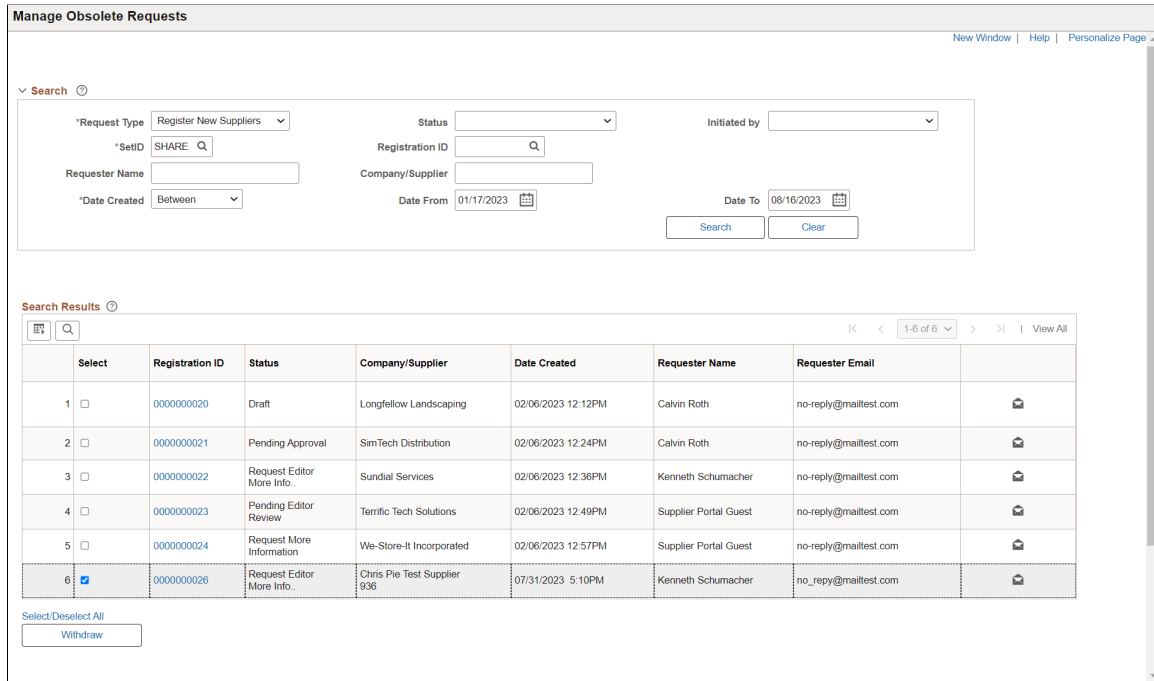 Manage Obsolete Requests
New Window | Help | Personalize Page
Search
*Request Type Register New Suppliers Status Initiated by
*SetID SHARE Registration ID
Requester Name Company/Supplier
*Date Created Between Date From 01/17/2023 Date To 08/16/2023
Search Clear
Search Results
1-6 of 6 | View All
Select Registration ID Status Company/Supplier Date Created Requester Name Requester Email
1 0000000020 Draft Longfellow Landscaping 02/06/2023 12:12PM Calvin Roth no-reply@mailtest.com
2 0000000021 Pending Approval SimTech Distribution 02/06/2023 12:24PM Calvin Roth no-reply@mailtest.com
3 0000000022 Request Editor More Info.. Sundial Services 02/06/2023 12:36PM Kenneth Schumacher no-reply@mailtest.com
4 0000000023 Pending Editor Review Terrific Tech Solutions 02/06/2023 12:49PM Supplier Portal Guest no-reply@mailtest.com
5 0000000024 Request More Information We-Store-It Incorporated 02/06/2023 12:57PM Supplier Portal Guest no-reply@mailtest.com
6 0000000026 Request Editor More Info.. Chris Pie Test Supplier 936 07/31/2023 5:10PM Kenneth Schumacher no_repy@mailtest.com
Select/Deselect All
Withdraw